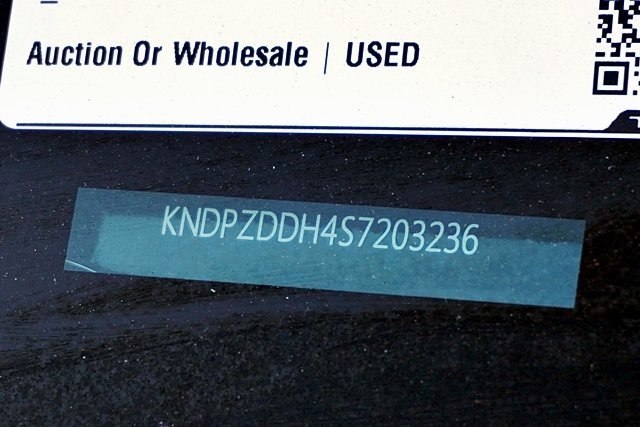 Auction Or Wholesale | USED
KNDPZDDH4S7203236